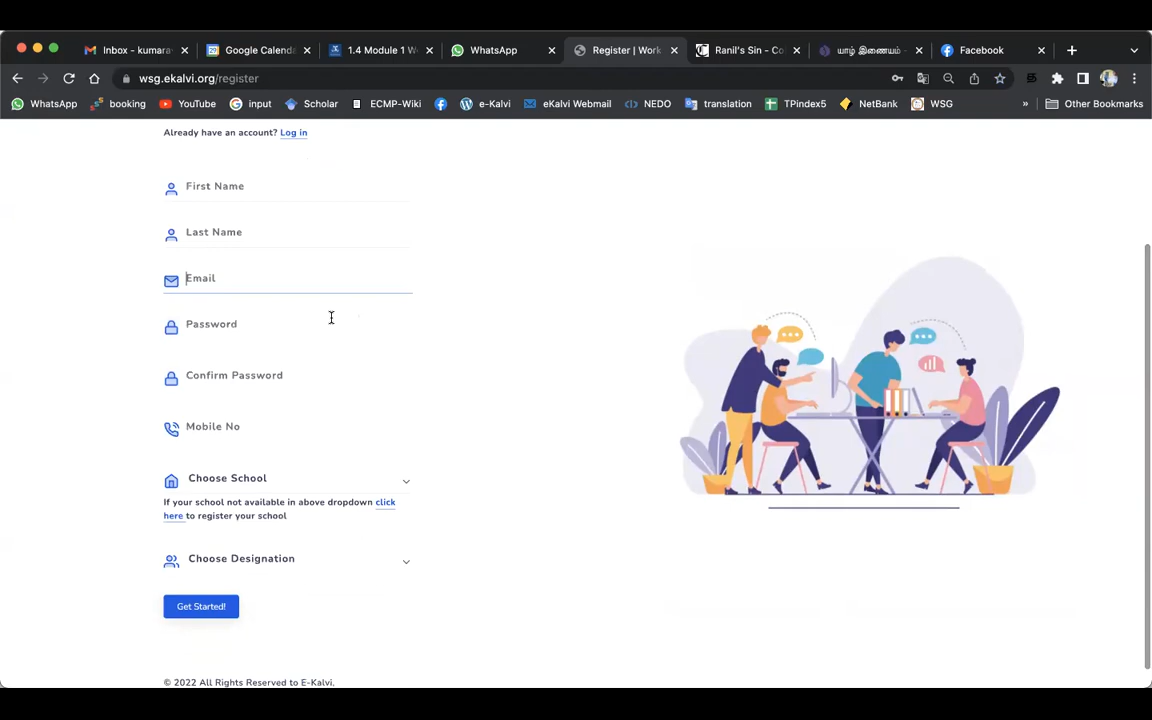 Inbox - kumarav
Google Calenda
1.4 Module 1 W
WhatsApp
Register | Work
Ranil's Sin - Co
யாழ் இணையம் -
Facebook
wsg.ekalvi.org/register
WhatsApp
booking
YouTube
input
Scholar
ECMP-Wiki
e-Kalvi
eKalvi Webmail
NEDO
translation
TPindex5
NetBank
WSG
»
Other Bookmarks
Already have an account? Log in
First Name
Last Name
Email
Password
Confirm Password
Mobile No
Choose School
If your school not available in above dropdown click
here to register your school
Choose Designation
Get Started!
© 2022 All Rights Reserved to E-Kalvi,